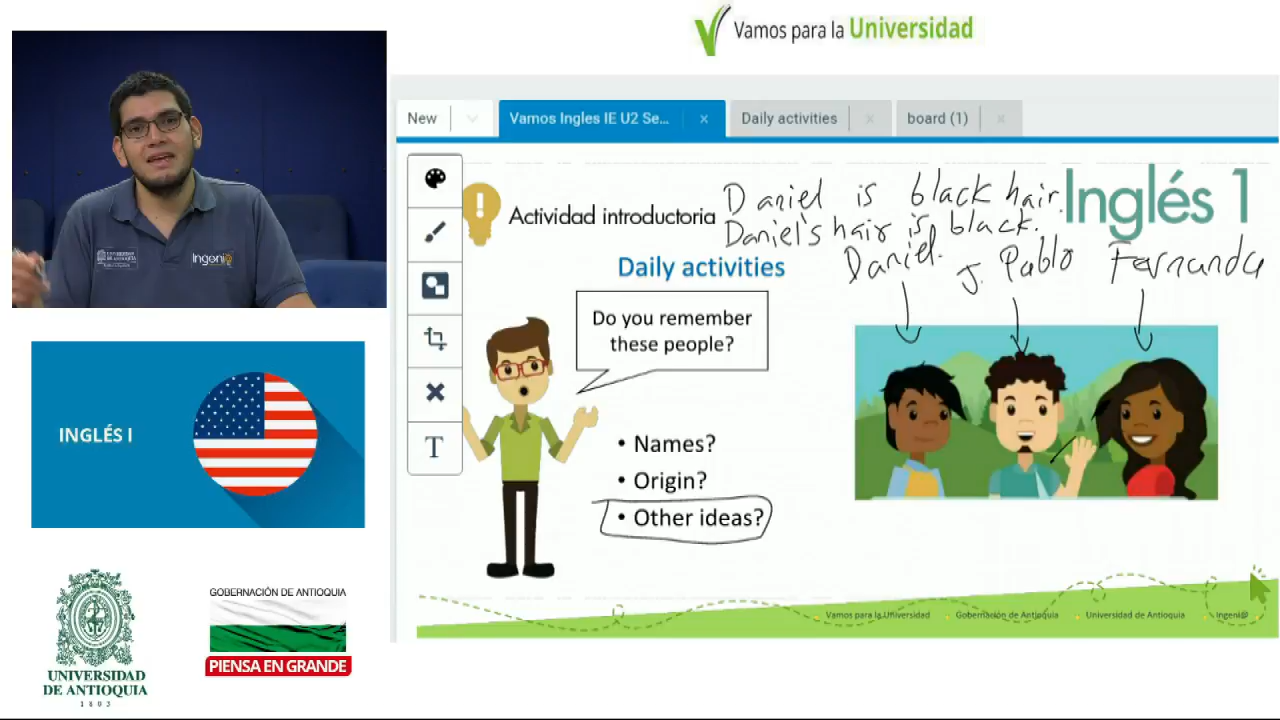 Vamos para la Universidad
New
Vamos Ingles IE U2 Se...
Daily activities
board (1)
Actividad introductoria
Daniel is black hair.
Daniel's hair is black.
Inglés 1
Daniel.
J. Pablo
Fernanda
Daily activities
Do you remember
these people?
• Names?
• Origin?
• Other ideas?
T
Ingeni@
INGLÉS I
UNIVERSIDAD
DE ANTIOQUIA
1803
GOBERNACIÓN DE ANTIOQUIA
PIENSA EN GRANDE
Vamos para la Universidad
Gobernación de Antioquia
Universidad de Antioquia
Ingeni@